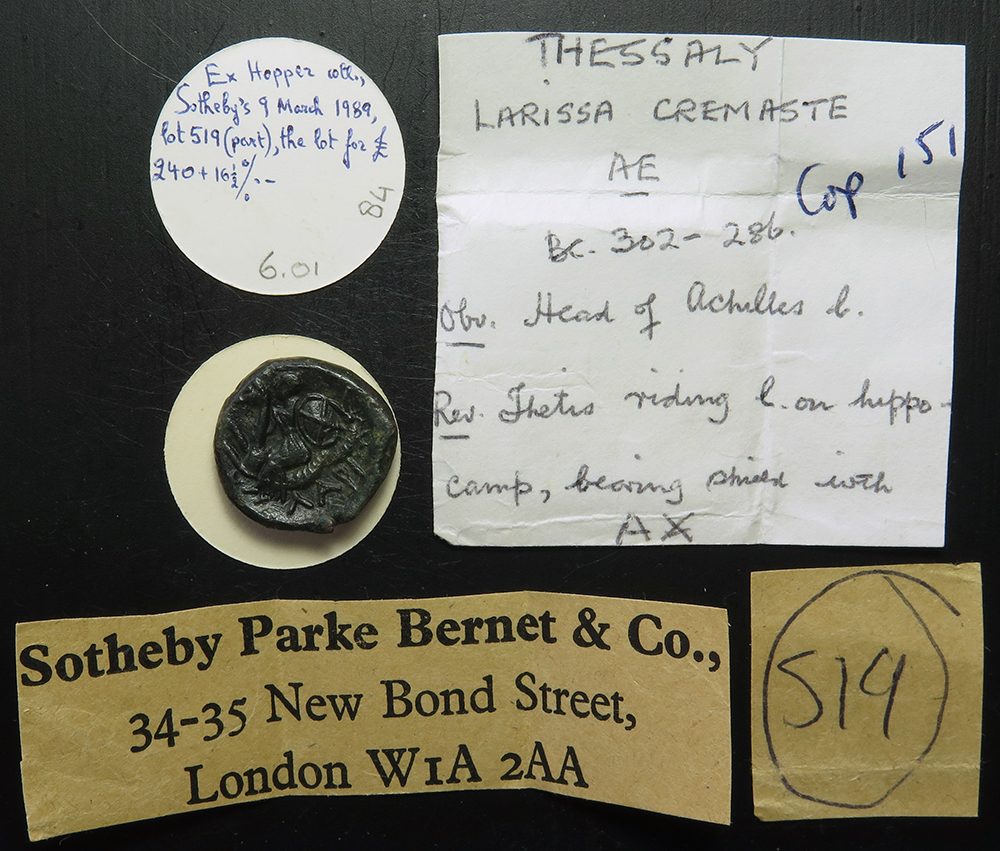 Ex Hopper coll.,
Sotheby's 9 March 1989,
lot 519 (part), the lot for £
240 + 16½% . –
84
6.01
THESSALY
LARISSA CREMASTE
AE
Cop 151
BC. 302 – 286.
Obv. Head of Achilles l.
Rev. Thetis riding l. on hippo-
camp, bearing shield with
AX
ΛΑΡΙ
Sotheby Parke Bernet & Co.,
34-35 New Bond Street,
London W1A 2AA
519